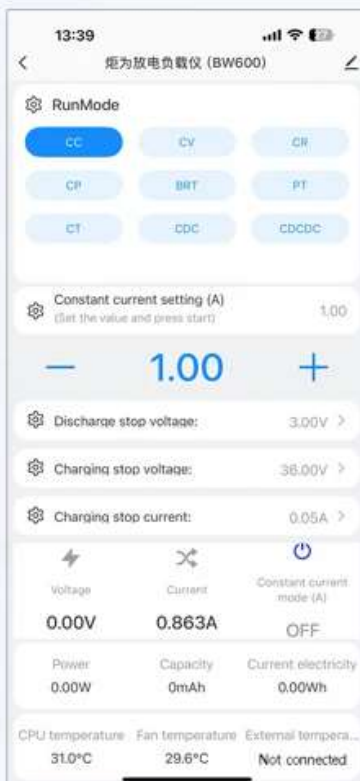 13:39
炬为放电负载仪 (BW600)
RunMode
CC CV CR
CP BRT PT
CT CDC CDCDC
Constant current setting (A) 1.00
(Set the value and press start)
— 1.00 +
Discharge stop voltage: 3.00V >
Charging stop voltage: 36.00V >
Charging stop current: 0.05A >
Voltage Current Constant current
mode (A)
0.00V 0.863A OFF
Power Capacity Current electricity
0.00W 0mAh 0.00Wh
CPU temperature Fan temperature External tempera...
31.0°C 29.6°C Not connected